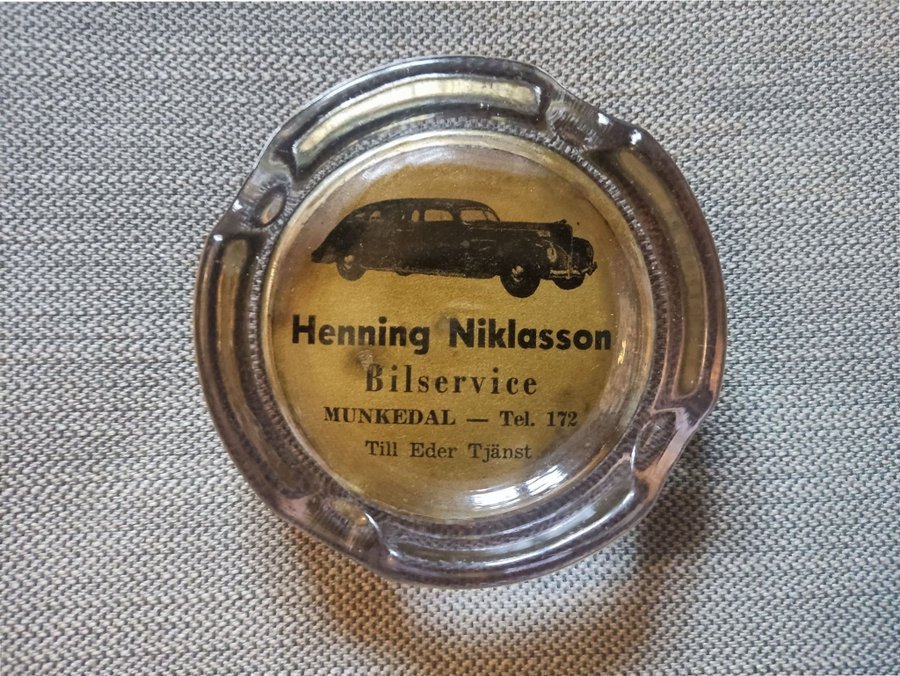 Henning Niklasson
Bilservice
MUNKEDAL — Tel. 172
Till Eder Tjänst